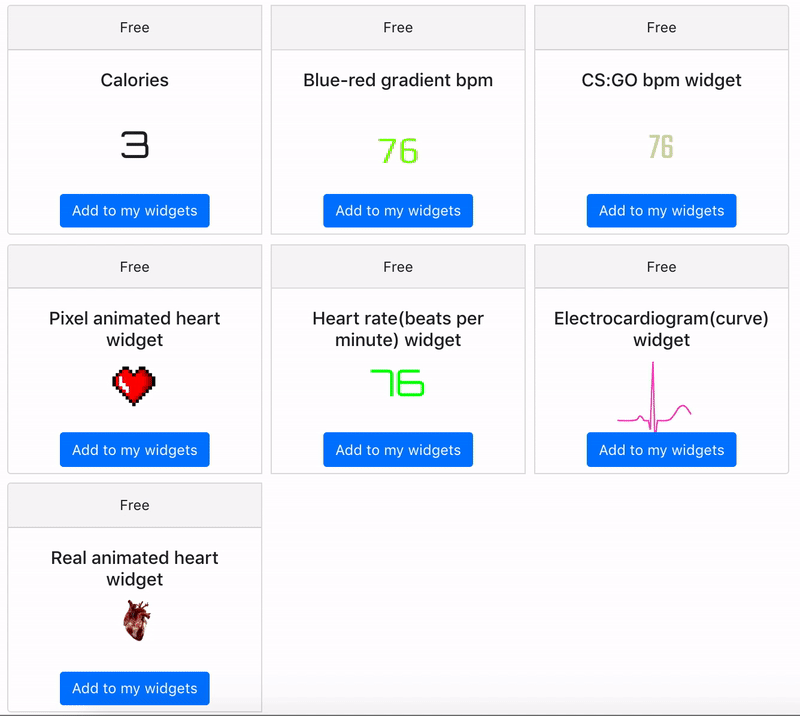 Free
Calories
3
Add to my widgets
Free
Blue-red gradient bpm
76
Add to my widgets
Free
CS:GO bpm widget
76
Add to my widgets
Free
Pixel animated heart
widget
Add to my widgets
Free
Heart rate(beats per
minute) widget
76
Add to my widgets
Free
Electrocardiogram(curve)
widget
Add to my widgets
Free
Real animated heart
widget
Add to my widgets